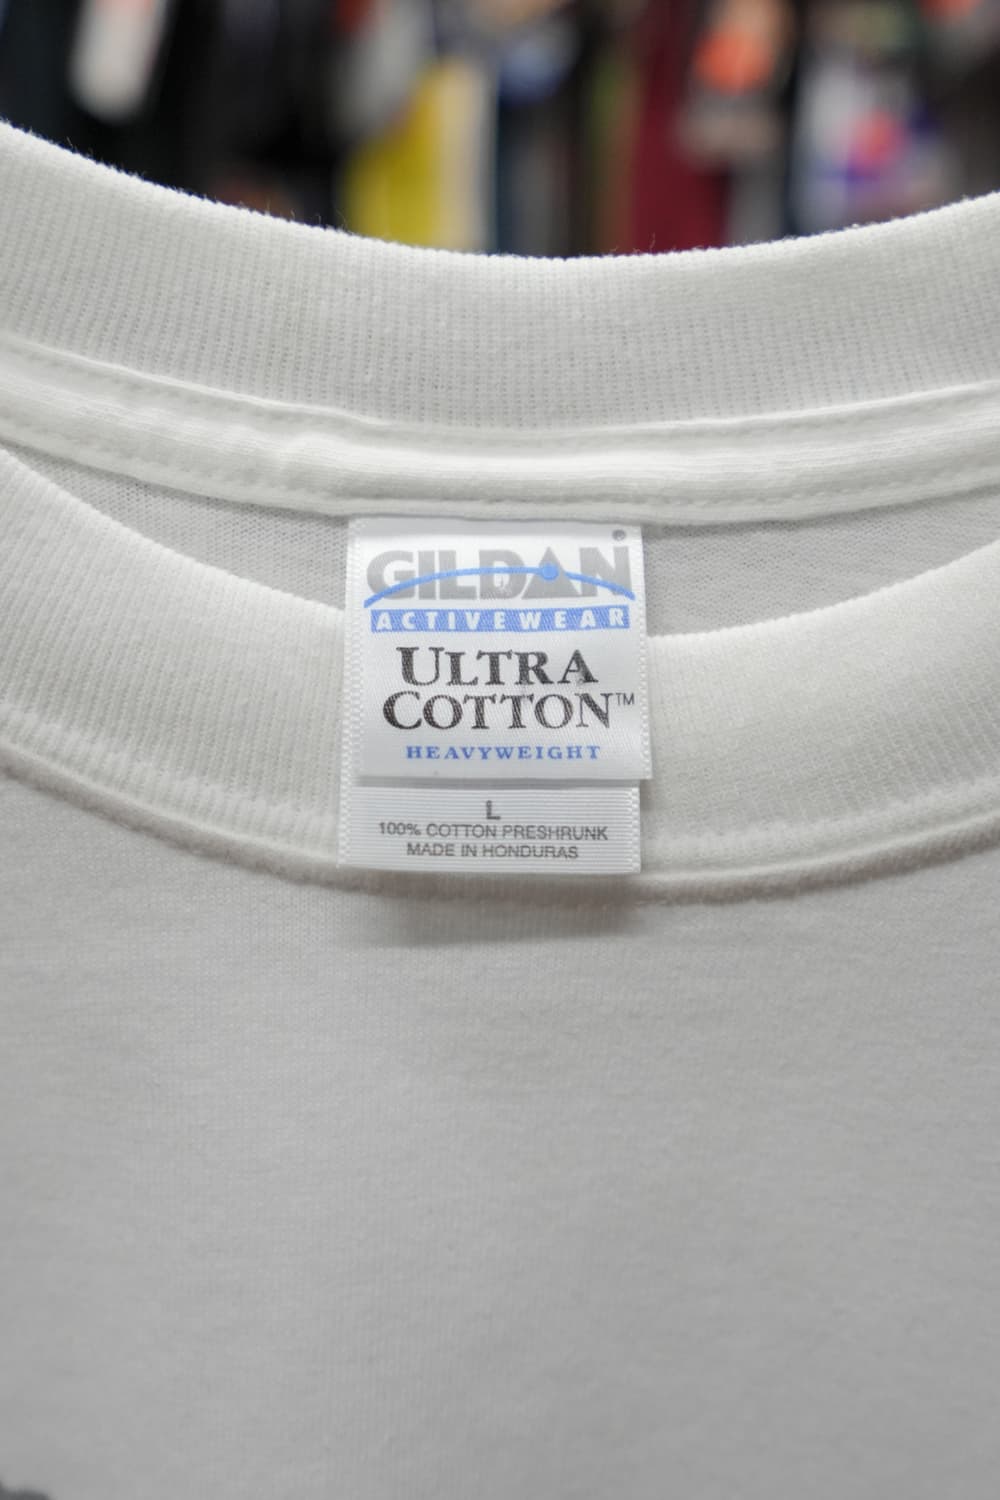 GILDAN
ACTIVEWEAR
ULTRA
COTTON™
HEAVYWEIGHT
L
100% COTTON PRESHRUNK
MADE IN HONDURAS